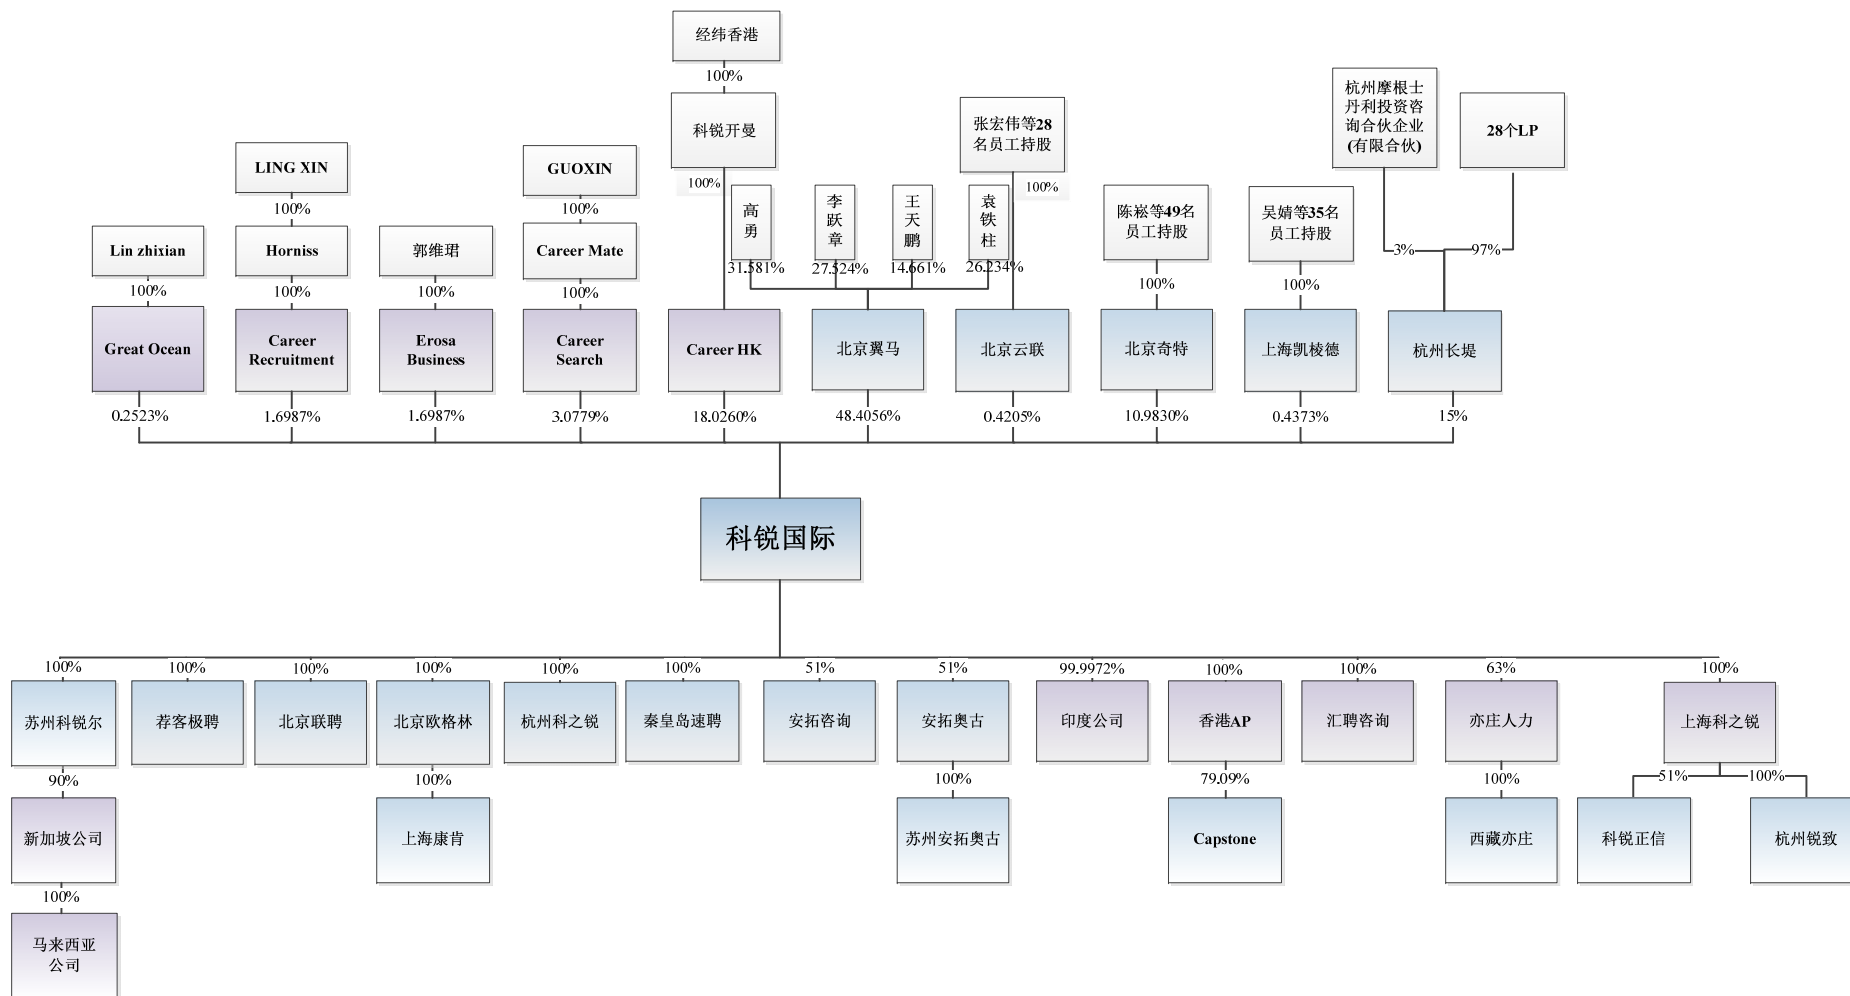 经纬香港
100%
科锐开曼
100%
杭州摩根士
丹利投资咨
询合伙企业
(有限合伙)
28个LP
张宏伟等28
名员工持股
100%
LING XIN
100%
Horniss
100%
GUOXIN
100%
Career Mate
100%
高勇
31.581%
李跃章
27.524%
王天鹏
14.661%
袁铁柱
26.234%
陈崧等49名
员工持股
100%
吴婧等35名
员工持股
100%
3%
97%
Lin zhixian
100%
郭维珺
100%
Great Ocean
Career
Recruitment
Erosa
Business
Career
Search
Career HK
北京翼马
北京云联
北京奇特
上海凯棱德
杭州长堤
0.2523%
1.6987%
1.6987%
3.0779%
18.0260%
48.4056%
0.4205%
10.9830%
0.4373%
15%
科锐国际
100%
100%
100%
100%
100%
100%
51%
51%
99.9972%
100%
100%
63%
100%
苏州科锐尔
荐客极聘
北京联聘
北京欧格林
杭州科之锐
秦皇岛速聘
安拓咨询
安拓奥古
印度公司
香港AP
汇聘咨询
亦庄人力
上海科之锐
90%
100%
100%
79.09%
100%
51%
100%
新加坡公司
上海康肯
苏州安拓奥古
Capstone
西藏亦庄
科锐正信
杭州锐致
100%
马来西亚
公司